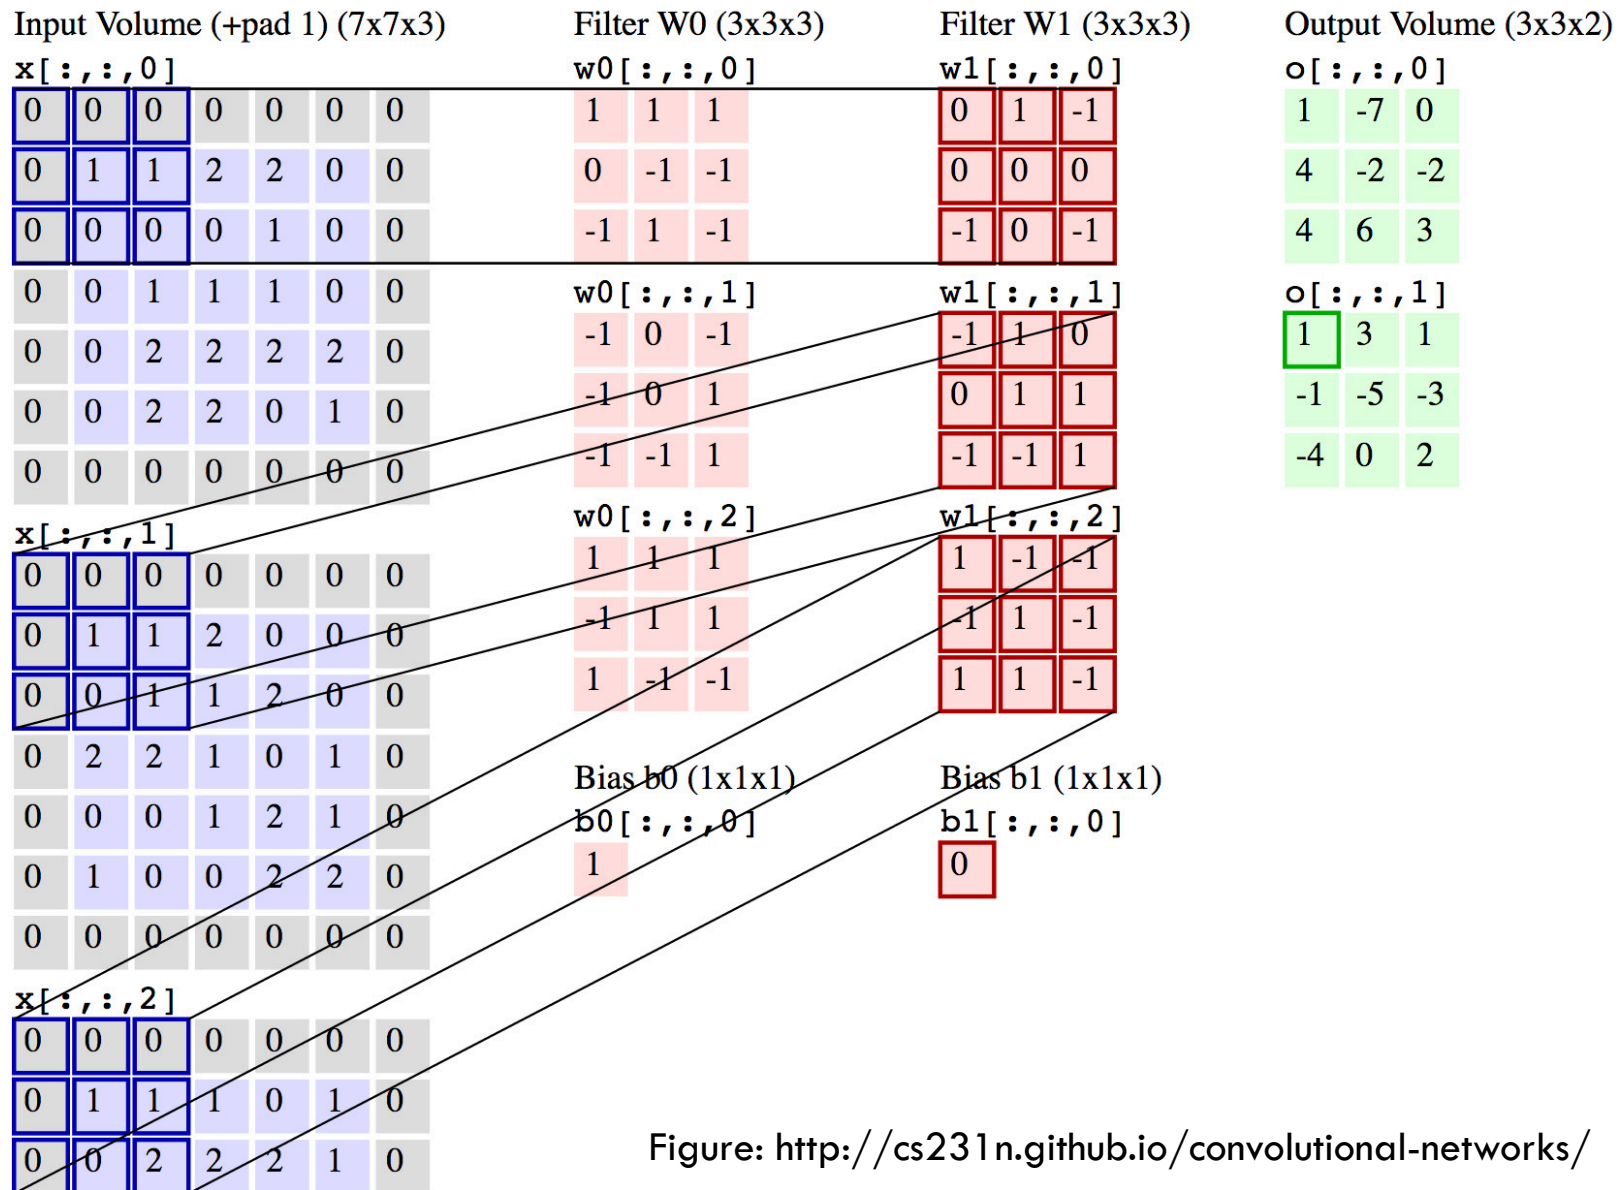 Input Volume (+pad 1) (7x7x3)
x[:,:,0]
0 0 0 0 0 0 0
0 1 1 2 2 0 0
0 0 0 0 1 0 0
0 0 1 1 1 0 0
0 0 2 2 2 2 0
0 0 2 2 0 1 0
0 0 0 0 0 0 0
x[:,:,1]
0 0 0 0 0 0 0
0 1 1 2 0 0 0
0 0 1 1 2 0 0
0 2 2 1 0 1 0
0 0 0 1 2 1 0
0 1 0 0 2 2 0
0 0 0 0 0 0 0
x[:,:,2]
0 0 0 0 0 0 0
0 1 1 1 0 1 0
0 0 2 2 2 1 0
Filter W0 (3x3x3)
w0[:,:,0]
1 1 1
0 -1 -1
-1 1 -1
w0[:,:,1]
-1 0 -1
-1 0 1
-1 -1 1
w0[:,:,2]
1 1 1
-1 1 1
1 -1 -1
Bias b0 (1x1x1)
b0[:,:,0]
1
Filter W1 (3x3x3)
w1[:,:,0]
0 1 -1
0 0 0
-1 0 -1
w1[:,:,1]
-1 1 0
0 1 1
-1 -1 1
w1[:,:,2]
1 -1 -1
-1 1 -1
1 1 -1
Bias b1 (1x1x1)
b1[:,:,0]
0
Output Volume (3x3x2)
o[:,:,0]
1 -7 0
4 -2 -2
4 6 3
o[:,:,1]
1 3 1
-1 -5 -3
-4 0 2
Figure: http://cs231n.github.io/convolutional-networks/